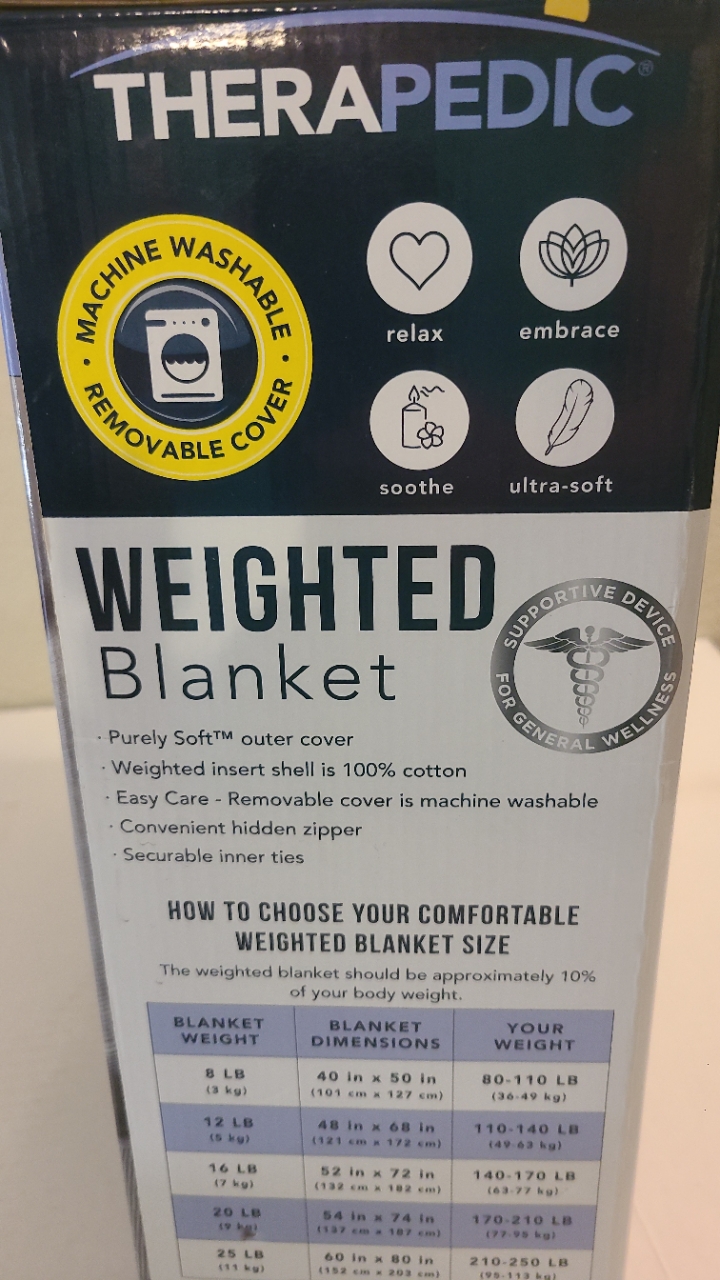 THERAPEDIC®
MACHINE WASHABLE
REMOVABLE COVER
relax
embrace
soothe
ultra-soft
WEIGHTED
Blanket
SUPPORTIVE DEVICE
FOR GENERAL WELLNESS
· Purely Soft™ outer cover
· Weighted insert shell is 100% cotton
· Easy Care - Removable cover is machine washable
· Convenient hidden zipper
· Securable inner ties
HOW TO CHOOSE YOUR COMFORTABLE
WEIGHTED BLANKET SIZE
The weighted blanket should be approximately 10%
of your body weight.
BLANKET WEIGHT BLANKET DIMENSIONS YOUR WEIGHT
8 LB 40 in x 50 in 80-110 LB
(3 kg) (101 cm x 127 cm) (36-49 kg)
12 LB 48 in x 68 in 110-140 LB
(5 kg) (121 cm x 172 cm) (49-63 kg)
16 LB 52 in x 72 in 140-170 LB
(7 kg) (132 cm x 182 cm) (63-77 kg)
20 LB 54 in x 74 in 170-210 LB
(9 kg) (137 cm x 187 cm) (77-95 kg)
25 LB 60 in x 80 in 210-250 LB
(11 kg) (152 cm x 203 cm) (95-113 kg)